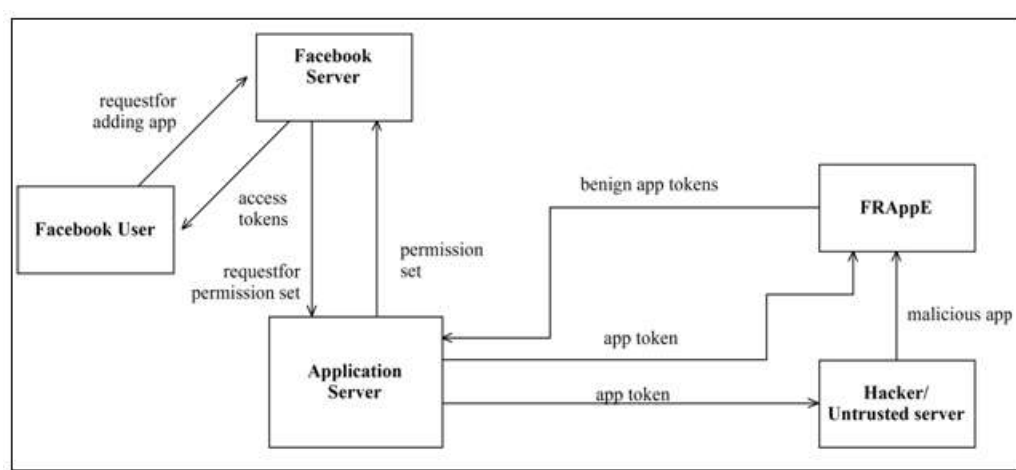 Facebook
Server
requestfor
adding app
benign app tokens
FRAppE
access
tokens
Facebook User
permission
set
requestfor
permission set
malicious app
app token
Application
Server
app token
Hacker/
Untrusted server